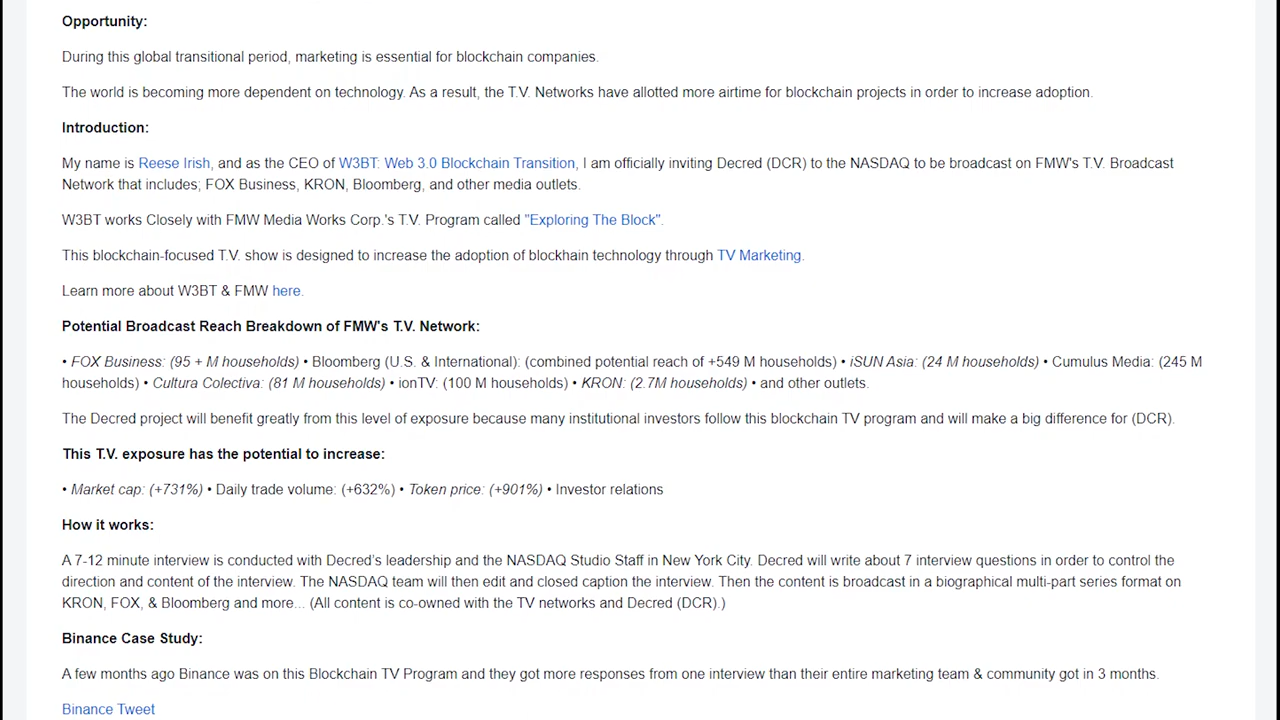 Opportunity:
During this global transitional period, marketing is essential for blockchain companies.
The world is becoming more dependent on technology. As a result, the T.V. Networks have allotted more airtime for blockchain projects in order to increase adoption.
Introduction:
My name is Reese Irish, and as the CEO of W3BT: Web 3.0 Blockchain Transition, I am officially inviting Decred (DCR) to the NASDAQ to be broadcast on FMW's T.V. Broadcast
Network that includes; FOX Business, KRON, Bloomberg, and other media outlets.
W3BT works Closely with FMW Media Works Corp.'s T.V. Program called "Exploring The Block".
This blockchain-focused T.V. show is designed to increase the adoption of blockhain technology through TV Marketing.
Learn more about W3BT & FMW here.
Potential Broadcast Reach Breakdown of FMW's T.V. Network:
• FOX Business: (95 + M households) • Bloomberg (U.S. & International): (combined potential reach of +549 M households) • iSUN Asia: (24 M households) • Cumulus Media: (245 M
households) • Cultura Colectiva: (81 M households) • ionTV: (100 M households) • KRON: (2.7M households) • and other outlets.
The Decred project will benefit greatly from this level of exposure because many institutional investors follow this blockchain TV program and will make a big difference for (DCR).
This T.V. exposure has the potential to increase:
• Market cap: (+731%) • Daily trade volume: (+632%) • Token price: (+901%) • Investor relations
How it works:
A 7-12 minute interview is conducted with Decred's leadership and the NASDAQ Studio Staff in New York City. Decred will write about 7 interview questions in order to control the
direction and content of the interview. The NASDAQ team will then edit and closed caption the interview. Then the content is broadcast in a biographical multi-part series format on
KRON, FOX, & Bloomberg and more... (All content is co-owned with the TV networks and Decred (DCR).)
Binance Case Study:
A few months ago Binance was on this Blockchain TV Program and they got more responses from one interview than their entire marketing team & community got in 3 months.
Binance Tweet